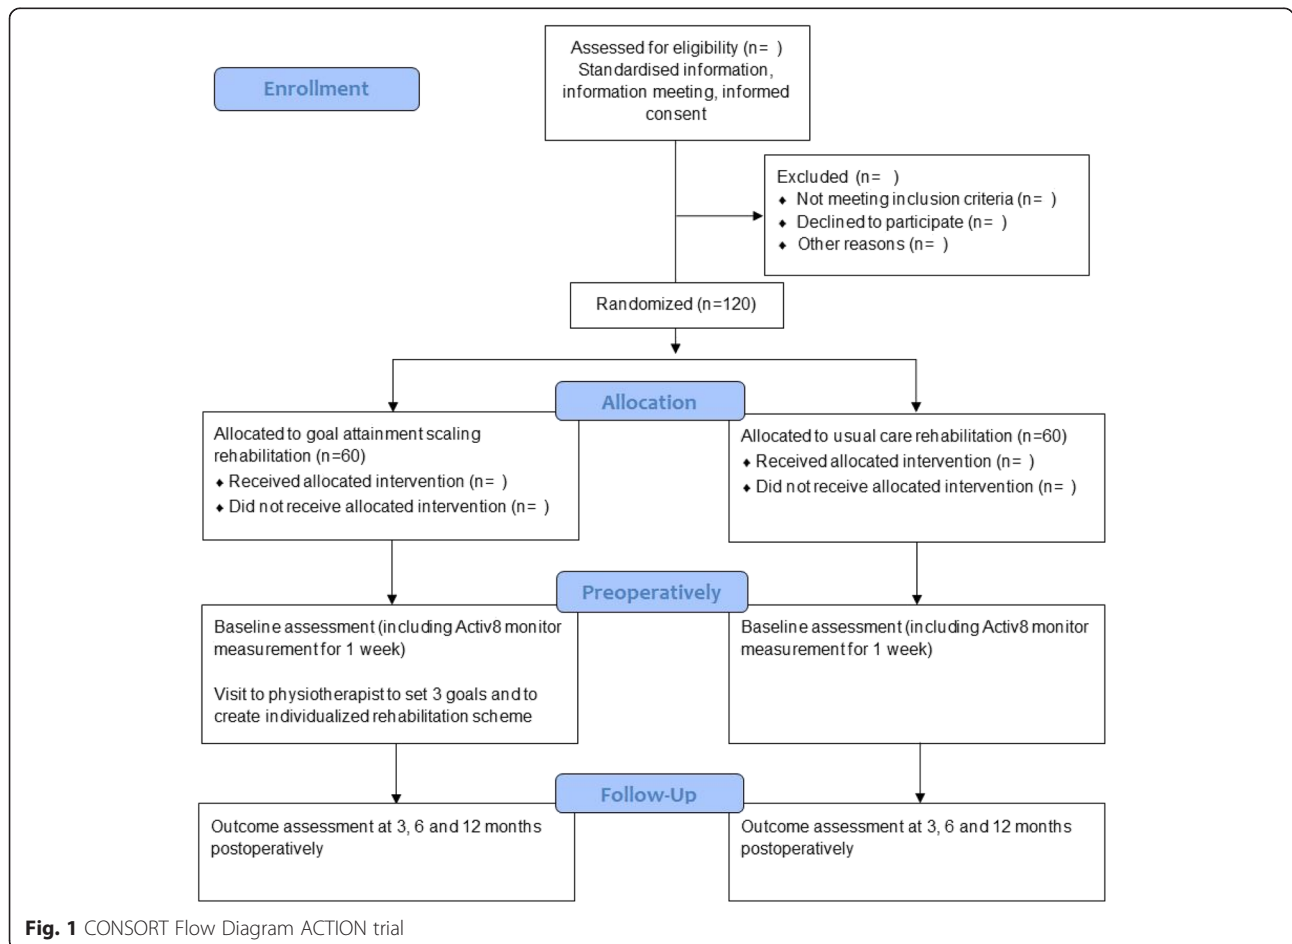 Assessed for eligibility (n= )
Standardised information,
information meeting, informed
consent
Enrollment
Excluded (n= )
♦ Not meeting inclusion criteria (n= )
♦ Declined to participate (n= )
♦ Other reasons (n= )
Randomized (n=120)
Allocation
Allocated to goal attainment scaling
rehabilitation (n=60)
♦ Received allocated intervention (n= )
♦ Did not receive allocated intervention (n= )
Allocated to usual care rehabilitation (n=60)
♦ Received allocated intervention (n= )
♦ Did not receive allocated intervention (n= )
Preoperatively
Baseline assessment (including Activ8 monitor
measurement for 1 week)
Visit to physiotherapist to set 3 goals and to
create individualized rehabilitation scheme
Baseline assessment (including Activ8 monitor
measurement for 1 week)
Follow-Up
Outcome assessment at 3, 6 and 12 months
postoperatively
Outcome assessment at 3, 6 and 12 months
postoperatively
Fig. 1 CONSORT Flow Diagram ACTION trial